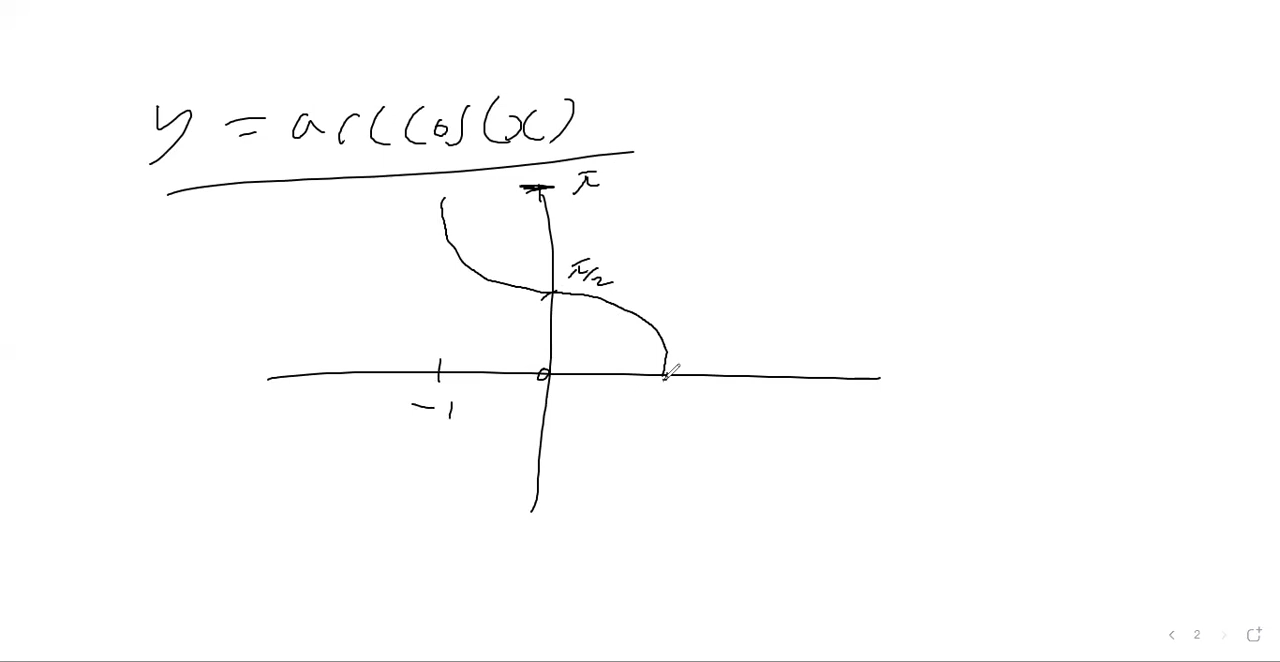 y = arccos(x)
π
π/2
0
-1
2